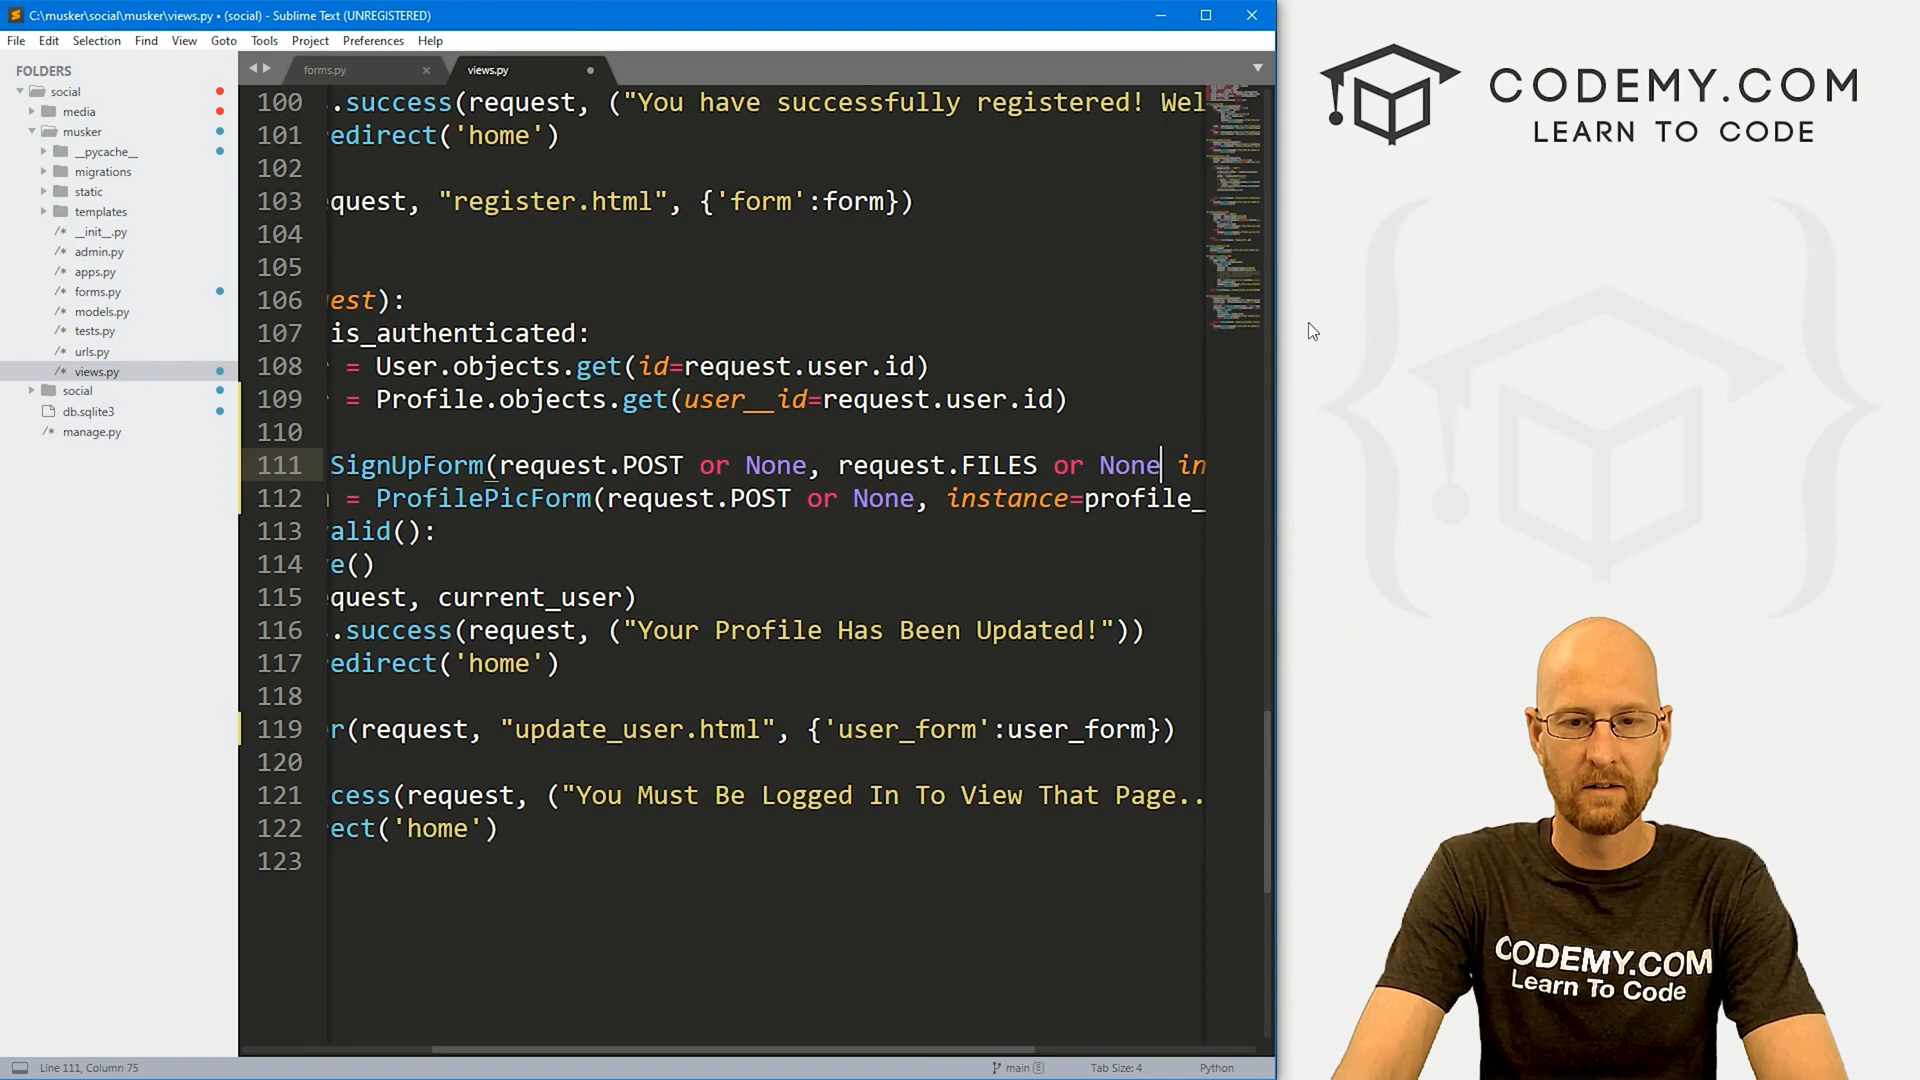 C:\musker\social\musker\views.py • (social) - Sublime Text (UNREGISTERED)
File Edit Selection Find View Goto Tools Project Preferences Help
FOLDERS
social
media
musker
__pycache__
migrations
static
templates
__init__.py
admin.py
apps.py
forms.py
models.py
tests.py
urls.py
views.py
social
db.sqlite3
manage.py
forms.py views.py
100 .success(request, ("You have successfully registered! Wel
101 edirect('home')
102
103 equest, "register.html", {'form':form})
104
105
106 est):
107 is_authenticated:
108 = User.objects.get(id=request.user.id)
109 = Profile.objects.get(user__id=request.user.id)
110
111 SignUpForm(request.POST or None, request.FILES or None in
112 = ProfilePicForm(request.POST or None, instance=profile_
113 alid():
114 e()
115 equest, current_user)
116 .success(request, ("Your Profile Has Been Updated!"))
117 edirect('home')
118
119 r(request, "update_user.html", {'user_form':user_form})
120
121 cess(request, ("You Must Be Logged In To View That Page..
122 ect('home')
123
Line 111, Column 75
main 8
Tab Size: 4
Python
CODEMY.COM
LEARN TO CODE
CODEMY.COM
Learn To Code